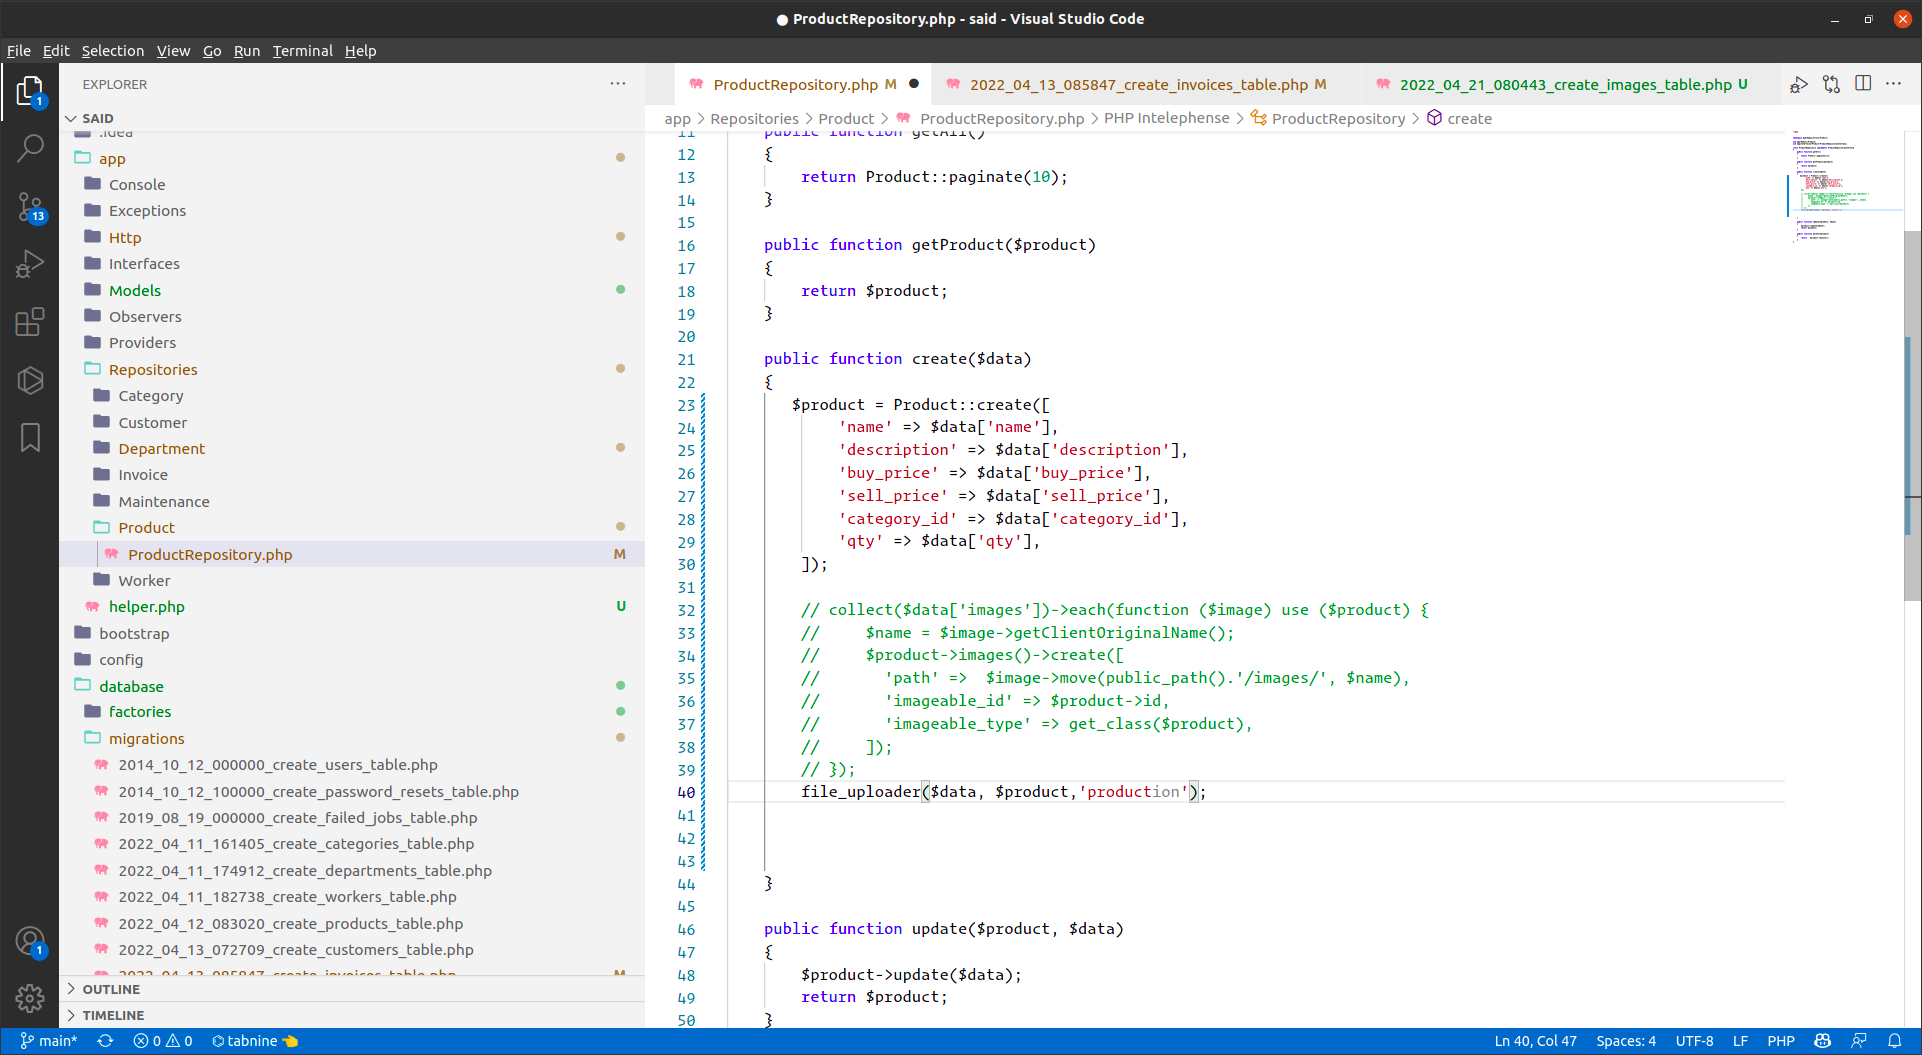 ProductRepository.php - said - Visual Studio Code
File Edit Selection View Go Run Terminal Help
EXPLORER
ProductRepository.php M
2022_04_13_085847_create_invoices_table.php M
2022_04_21_080443_create_images_table.php U
app > Repositories > Product > ProductRepository.php > PHP Intelephense > ProductRepository > create
1
13
1
SAID
.idea
app
Console
Exceptions
Http
Interfaces
Models
Observers
Providers
Repositories
Category
Customer
Department
Invoice
Maintenance
Product
ProductRepository.php M
Worker
helper.php U
bootstrap
config
database
factories
migrations
2014_10_12_000000_create_users_table.php
2014_10_12_100000_create_password_resets_table.php
2019_08_19_000000_create_failed_jobs_table.php
2022_04_11_161405_create_categories_table.php
2022_04_11_174912_create_departments_table.php
2022_04_11_182738_create_workers_table.php
2022_04_12_083020_create_products_table.php
2022_04_13_072709_create_customers_table.php
2022_04_13_085847_create_invoices_table.php M
OUTLINE
TIMELINE
11 public function getAll()
12 {
13 return Product::paginate(10);
14 }
15
16 public function getProduct($product)
17 {
18 return $product;
19 }
20
21 public function create($data)
22 {
23 $product = Product::create([
24 'name' => $data['name'],
25 'description' => $data['description'],
26 'buy_price' => $data['buy_price'],
27 'sell_price' => $data['sell_price'],
28 'category_id' => $data['category_id'],
29 'qty' => $data['qty'],
30 ]);
31
32 // collect($data['images'])->each(function ($image) use ($product) {
33 // $name = $image->getClientOriginalName();
34 // $product->images()->create([
35 // 'path' => $image->move(public_path().'/images/', $name),
36 // 'imageable_id' => $product->id,
37 // 'imageable_type' => get_class($product),
38 // ]);
39 // });
40 file_uploader($data, $product,'production');
41
42
43
44 }
45
46 public function update($product, $data)
47 {
48 $product->update($data);
49 return $product;
50 }
main* 0 0 tabnine Ln 40, Col 47 Spaces: 4 UTF-8 LF PHP